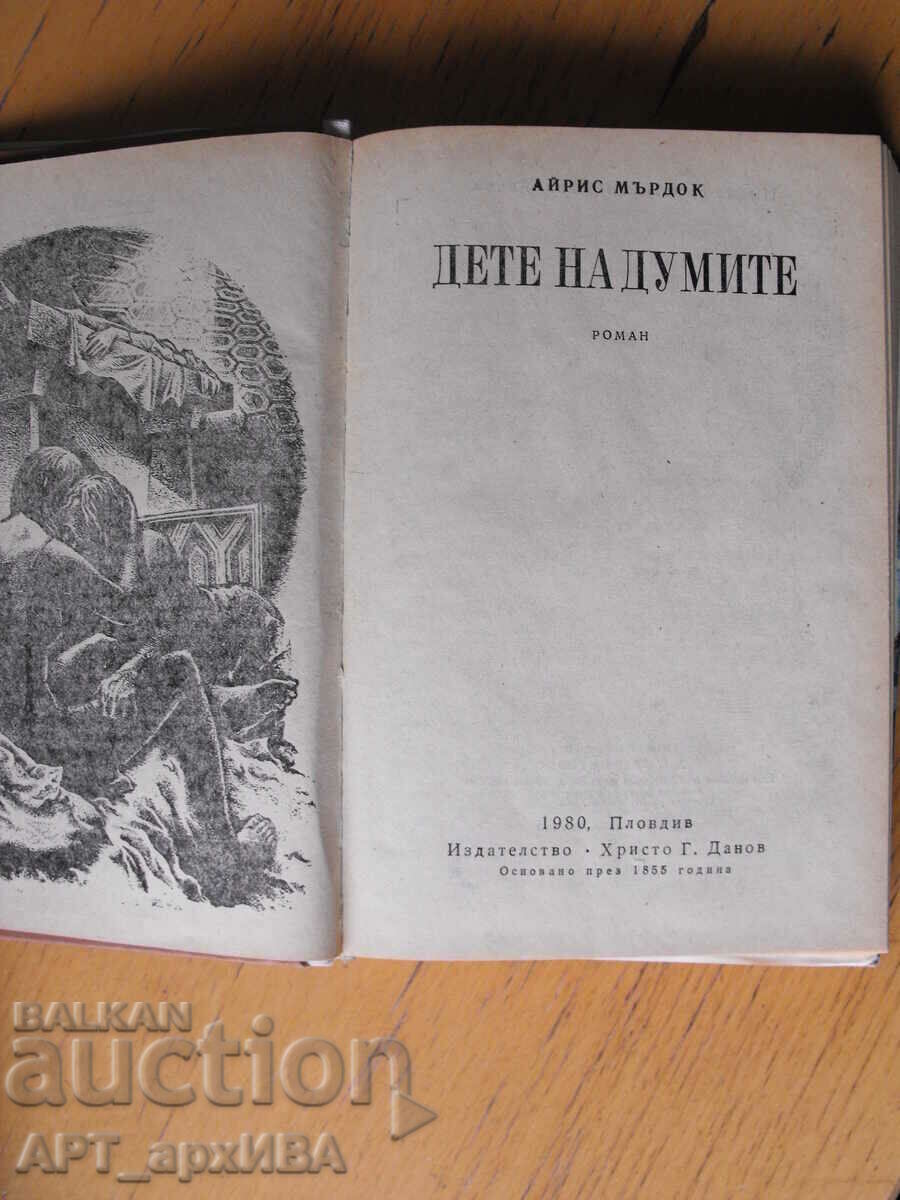 АЙРИС МЪРДОК
ДЕТЕ НА ДУМИТЕ
РОМАН
1980, Пловдив
Издателство · Христо Г. Данов
Основано през 1855 година
BALKAN
auction
АРТ_архИВА